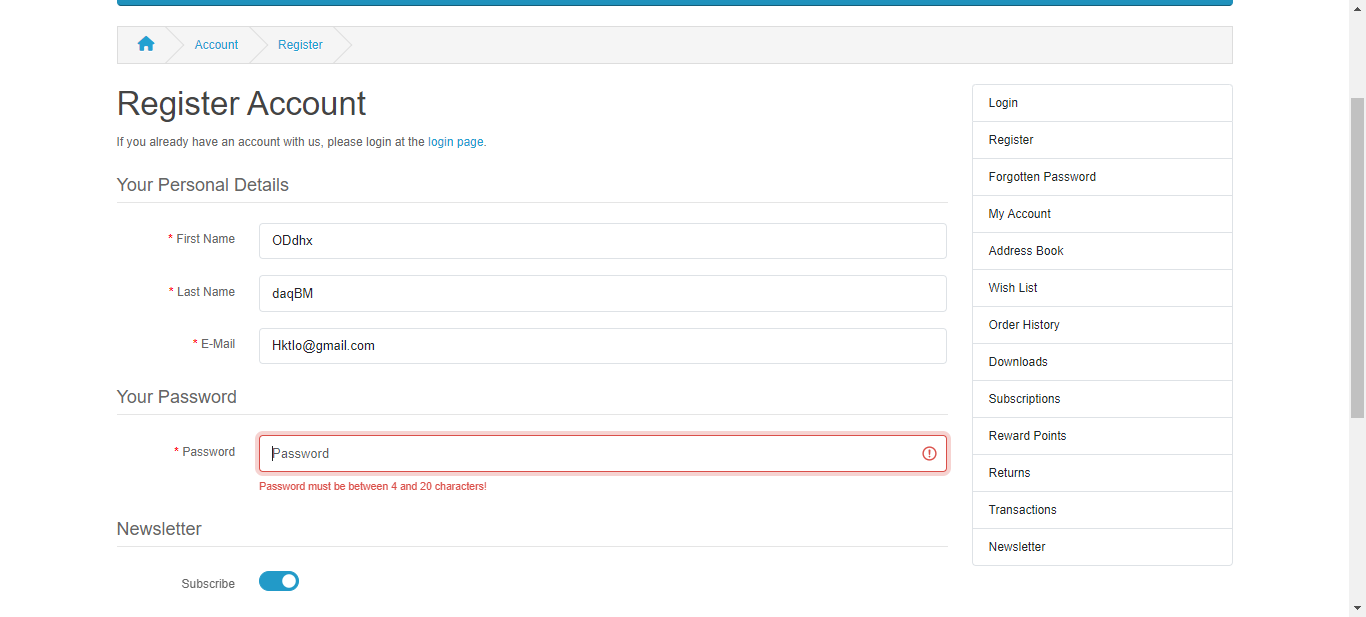 Account
Register
Register Account
If you already have an account with us, please login at the login page.
Your Personal Details
* First Name
ODdhx
* Last Name
daqBM
* E-Mail
Hktlo@gmail.com
Your Password
* Password
Password
Password must be between 4 and 20 characters!
Newsletter
Subscribe
Login
Register
Forgotten Password
My Account
Address Book
Wish List
Order History
Downloads
Subscriptions
Reward Points
Returns
Transactions
Newsletter